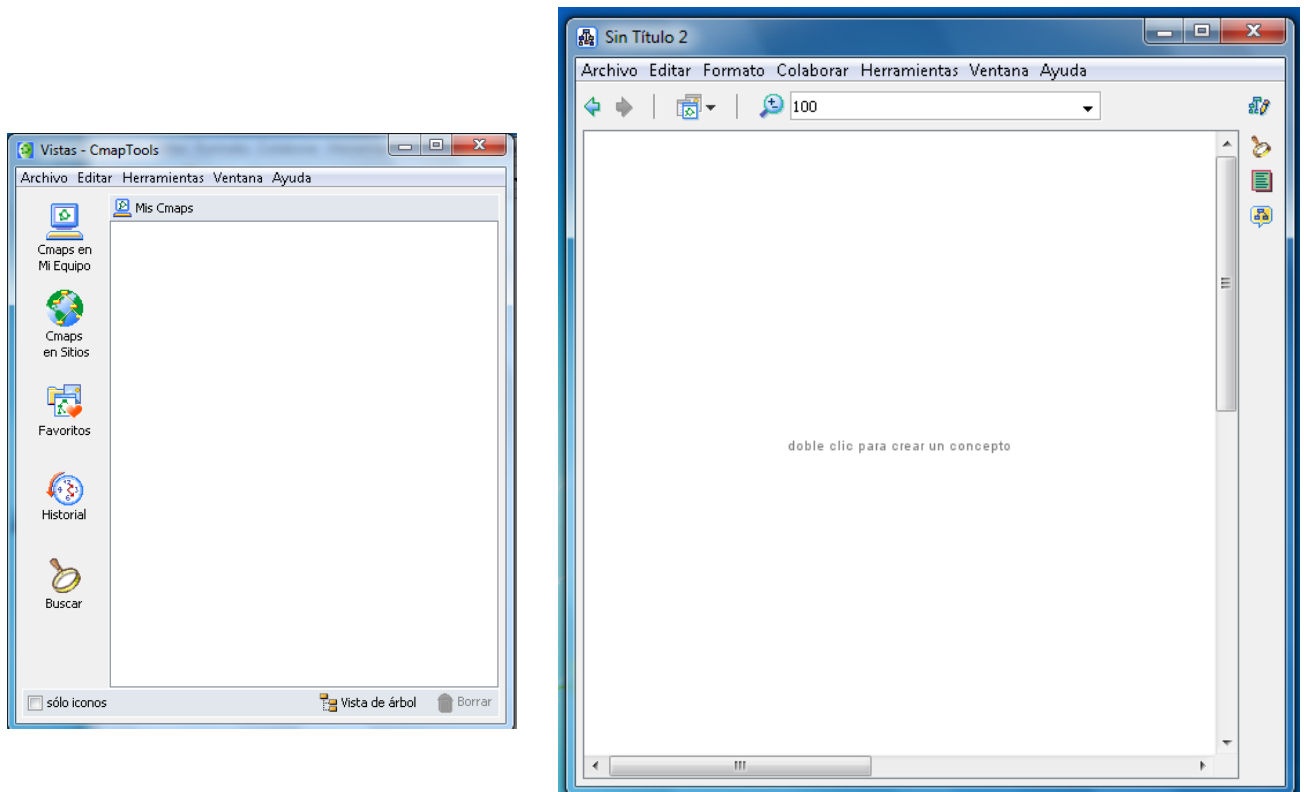 Vistas - CmapTools
Archivo Editar Herramientas Ventana Ayuda
Mis Cmaps
Cmaps en
Mi Equipo
Cmaps
en Sitios
Favoritos
Historial
Buscar
sólo iconos
Vista de árbol
Borrar
Sin Título 2
Archivo Editar Formato Colaborar Herramientas Ventana Ayuda
100
doble clic para crear un concepto